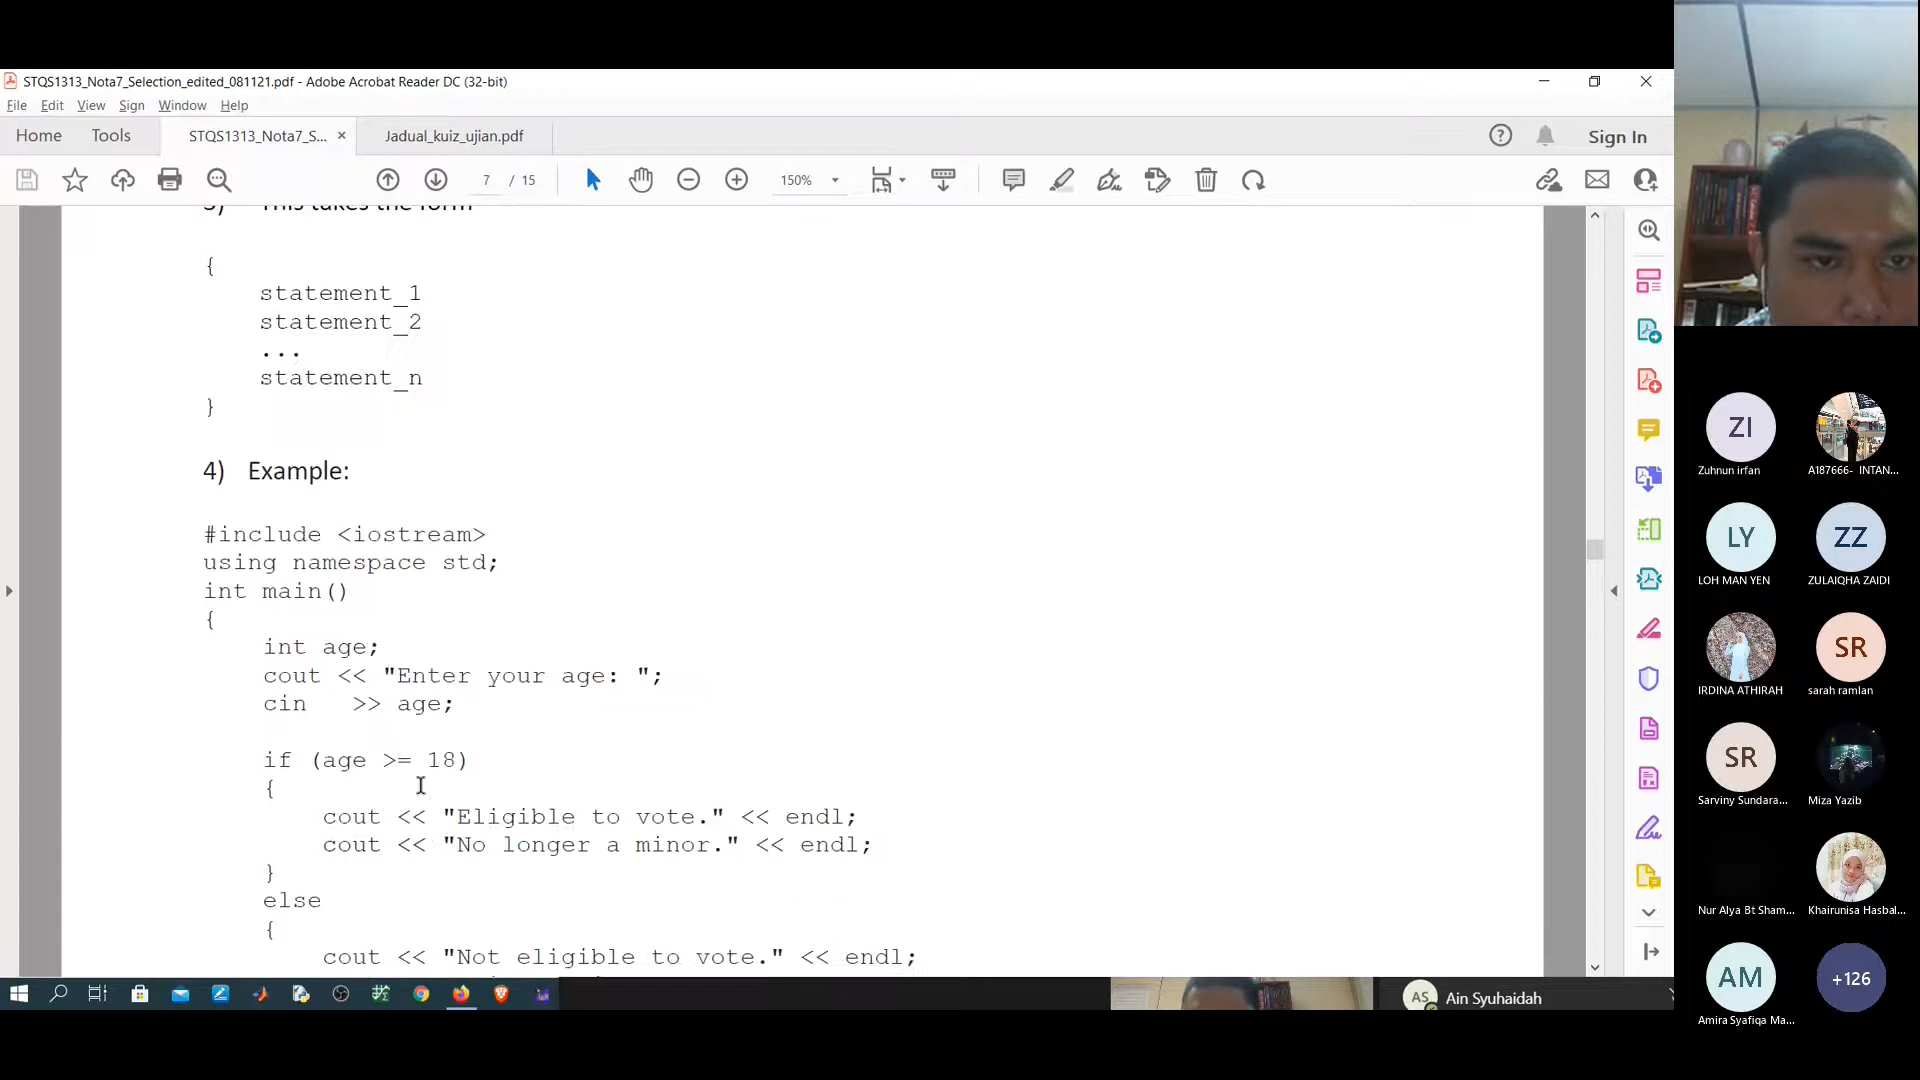 STQS1313_Nota7_Selection_edited_081121.pdf - Adobe Acrobat Reader DC (32-bit)
File Edit View Sign Window Help
Home Tools STQS1313_Nota7_S... × Jadual_kuiz_ujian.pdf Sign In
7 / 15 150%
3) This takes the form
{
statement_1
statement_2
...
statement_n
}
4) Example:
#include <iostream>
using namespace std;
int main()
{
int age;
cout << "Enter your age: ";
cin >> age;
if (age >= 18)
{
cout << "Eligible to vote." << endl;
cout << "No longer a minor." << endl;
}
else
{
cout << "Not eligible to vote." << endl;
AS Ain Syuhaidah
ZI
Zuhnun irfan
A187666- INTAN...
LY
LOH MAN YEN
ZZ
ZULAIQHA ZAIDI
IRDINA ATHIRAH
SR
sarah ramlan
SR
Sarviny Sundara...
Miza Yazib
Nur Alya Bt Sham...
Khairunisa Hasbal...
AM
Amira Syafiqa Ma...
+126